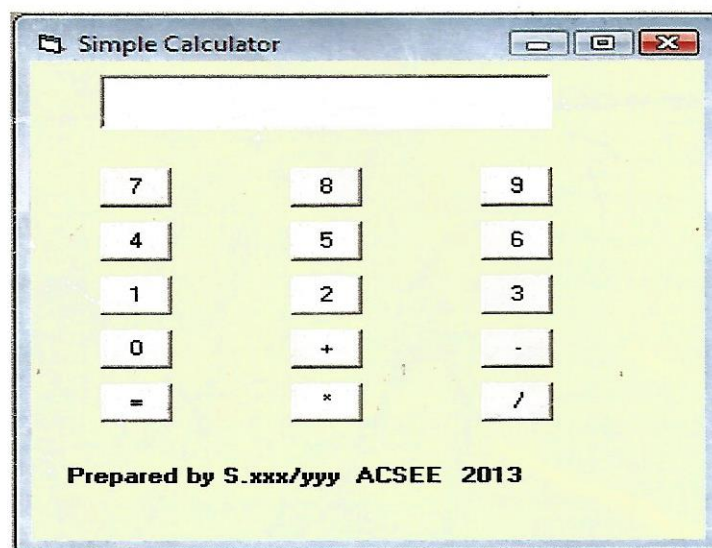 Simple Calculator
7 8 9
4 5 6
1 2 3
0 + -
= * /
Prepared by S.xxx/yyy ACSEE 2013